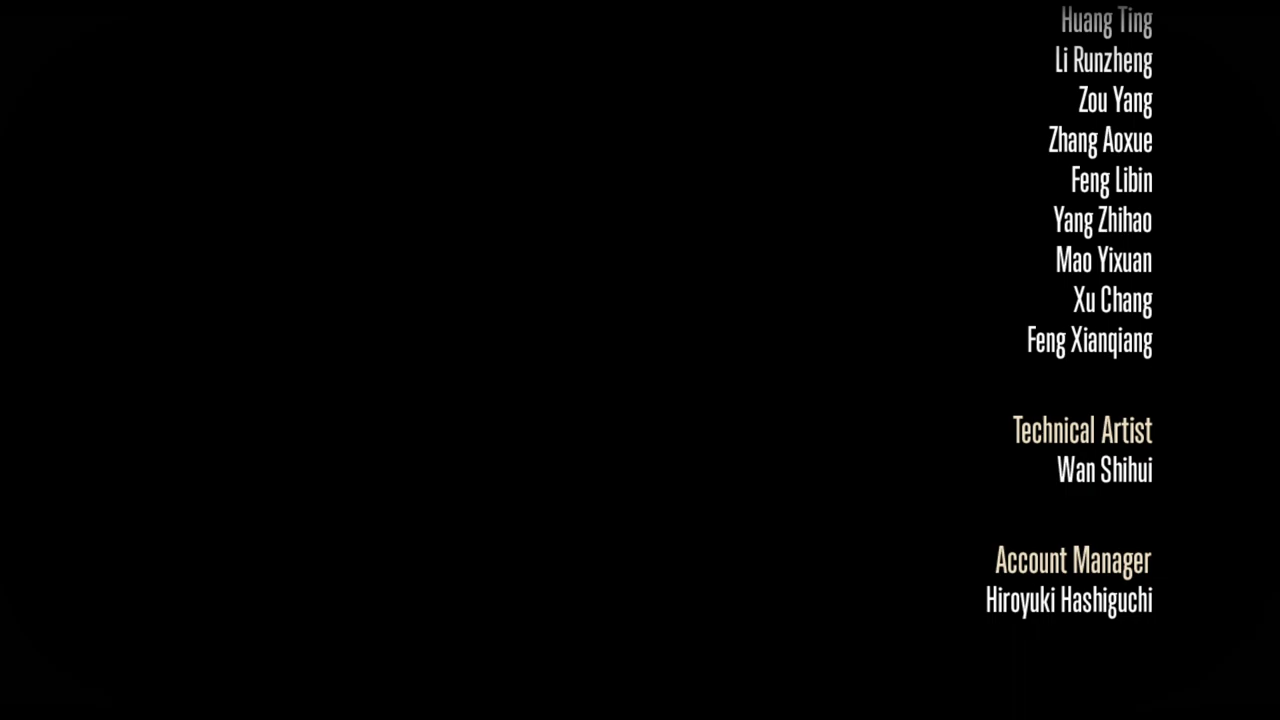 Huang Ting
Li Runzheng
Zou Yang
Zhang Aoxue
Feng Libin
Yang Zhihao
Mao Yixuan
Xu Chang
Feng Xianqiang
Technical Artist
Wan Shihui
Account Manager
Hiroyuki Hashiguchi